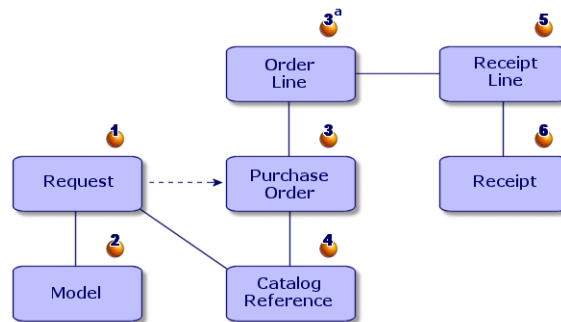 3a
5
Order
Line
Receipt
Line
1
3
6
Request
Purchase
Order
Receipt
2
4
Model
Catalog
Reference